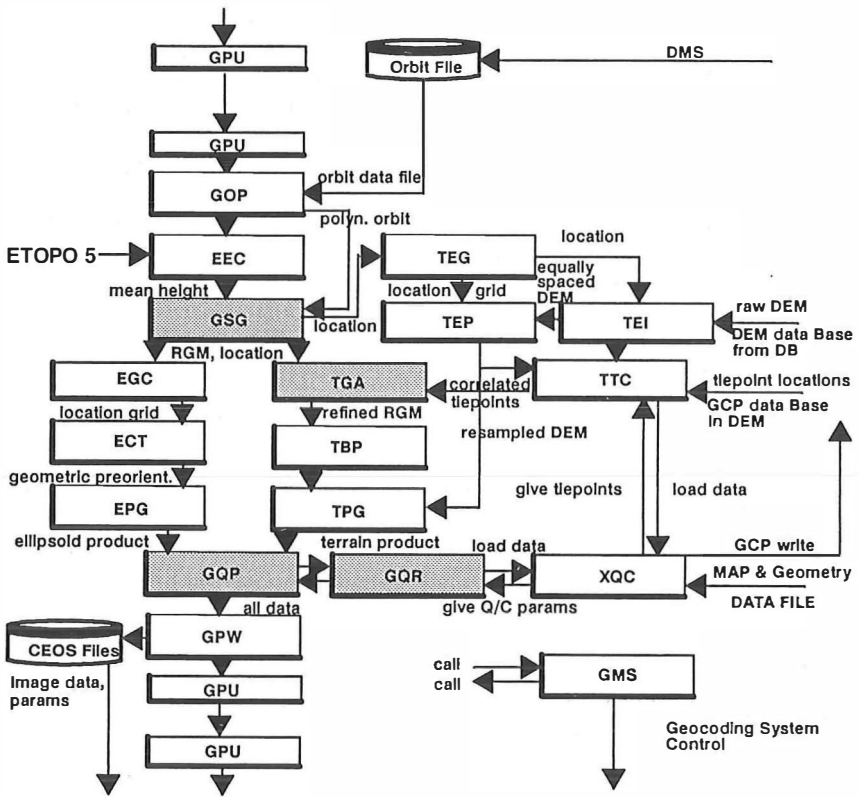 GPU
Orbit File
DMS
GPU
GOP
orbit data file
polyn. orbit
ETOPO 5
EEC
TEG
location
mean height
location
grid
equally
spaced
DEM
GSG
location
TEP
TEI
raw DEM
DEM data Base
from DB
RGM, location
EGC
TGA
correlated
tiepoints
TTC
tiepoint locations
GCP data Base
in DEM
location grid
refined RGM
resampled DEM
ECT
TBP
geometric preorient.
give tiepoints
load data
EPG
TPG
ellipsoid product
terrain product
load data
GCP write
GQP
GQR
XQC
MAP & Geometry
DATA FILE
all data
give Q/C params
CEOS Files
GPW
Image data,
params
GPU
call
call
GMS
Geocoding System
Control
GPU